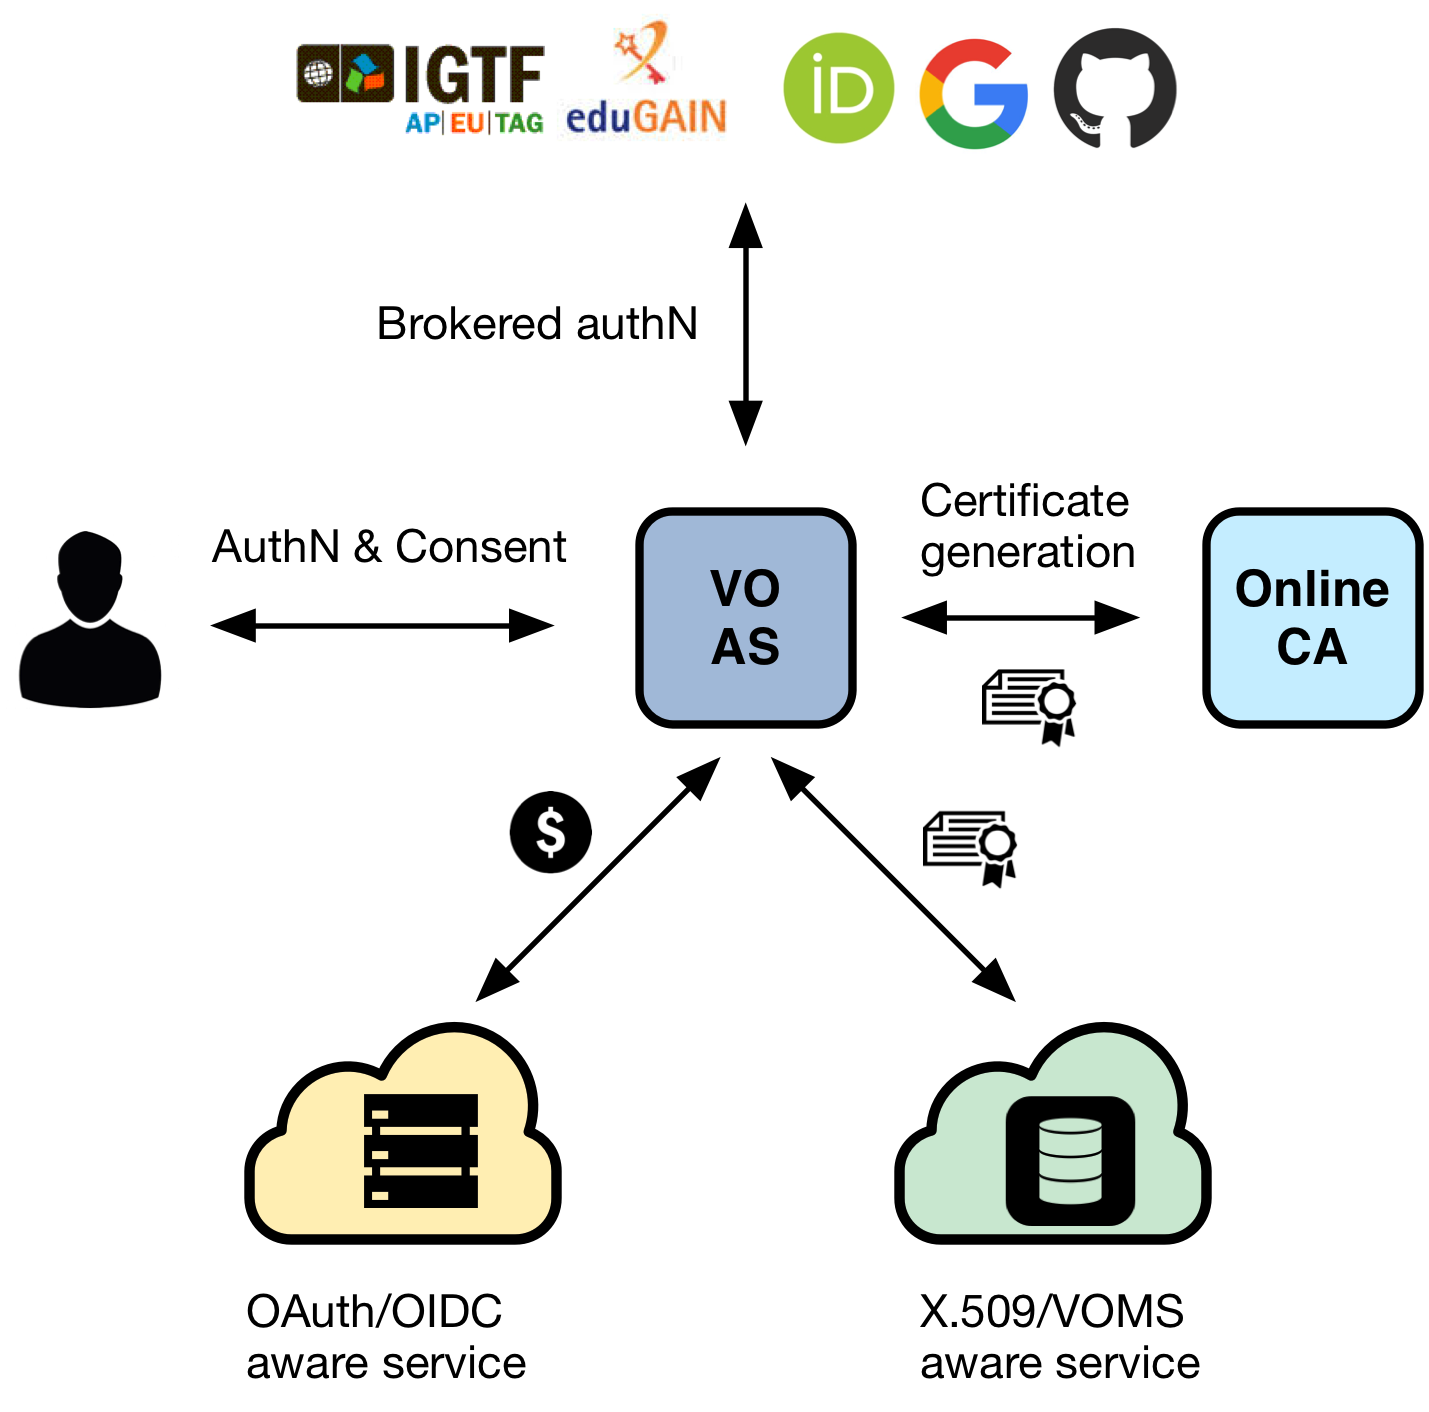 IGTF
AP|EU|TAG
eduGAIN
iD
G
Brokered authN
AuthN & Consent
VO
AS
Certificate
generation
Online
CA
$
OAuth/OIDC
aware service
X.509/VOMS
aware service